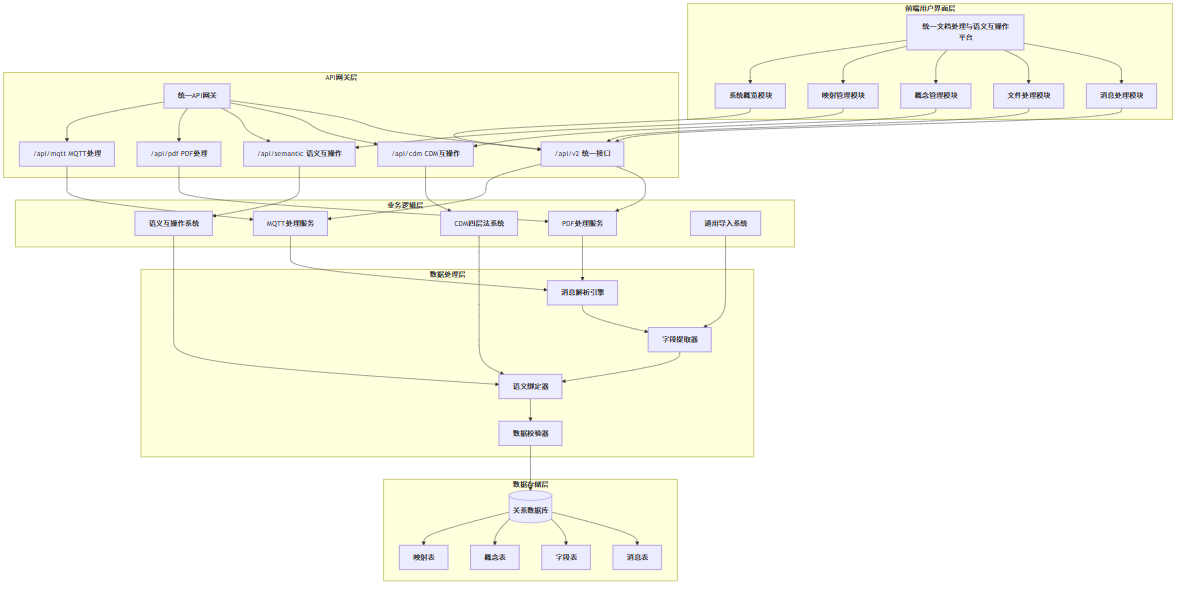 前端用户界面层
统一文档处理与语义互操作
平台
系统概览模块
映射管理模块
概念管理模块
文件处理模块
消息处理模块
API网关层
统一API网关
/api/mqtt MQTT处理
/api/pdf PDF处理
/api/semantic 语义互操作
/api/cdm CDM互操作
/api/v2 统一接口
业务逻辑层
语义互操作系统
MQTT处理服务
CDM四层法系统
PDF处理服务
通用导入系统
数据处理层
消息解析引擎
字段提取器
语义绑定器
数据校验器
数据存储层
关系数据库
映射表
概念表
字段表
消息表